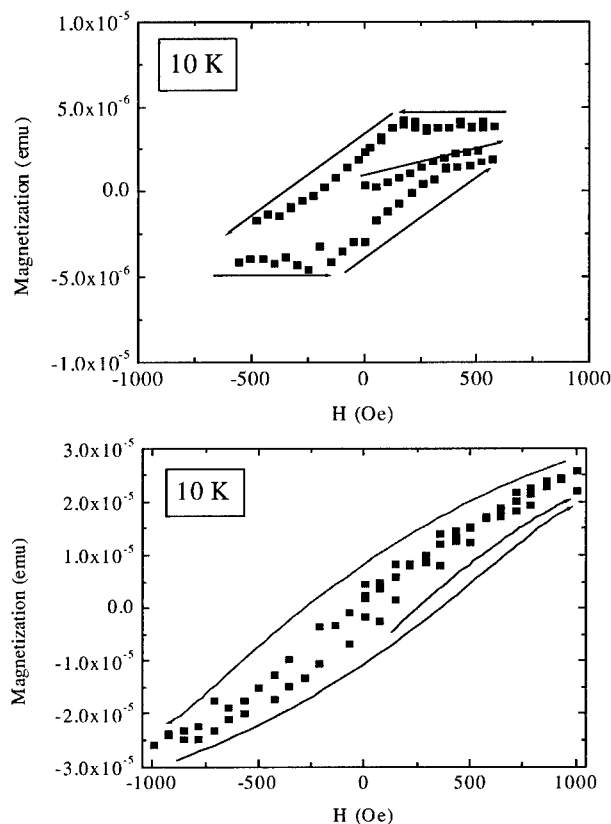 1.0x10⁻⁵
10 K
5.0x10⁻⁶
0.0
-5.0x10⁻⁶
-1.0x10⁻⁵
Magnetization (emu)
-1000 -500 0 500 1000
H (Oe)
3.0x10⁻⁵
10 K
2.0x10⁻⁵
1.0x10⁻⁵
0.0
-1.0x10⁻⁵
-2.0x10⁻⁵
-3.0x10⁻⁵
Magnetization (emu)
-1000 -500 0 500 1000
H (Oe)